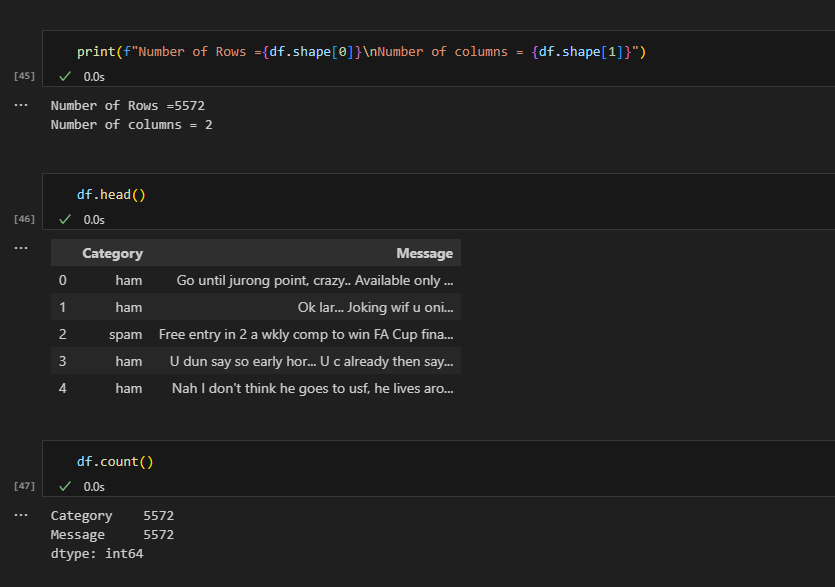 print(f"Number of Rows ={df.shape[0]}\nNumber of columns = {df.shape[1]}")
[45] ✓ 0.0s
... Number of Rows =5572
Number of columns = 2
df.head()
[46] ✓ 0.0s
...
Category Message
0 ham Go until jurong point, crazy.. Available only ...
1 ham Ok lar... Joking wif u oni...
2 spam Free entry in 2 a wkly comp to win FA Cup fina...
3 ham U dun say so early hor... U c already then say...
4 ham Nah I don't think he goes to usf, he lives aro...
df.count()
[47] ✓ 0.0s
... Category 5572
Message 5572
dtype: int64